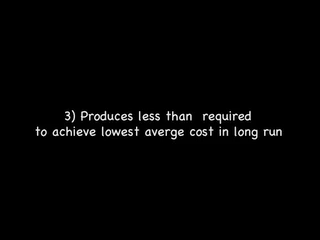 3) Produces less than  required
to achieve lowest averge cost in long run